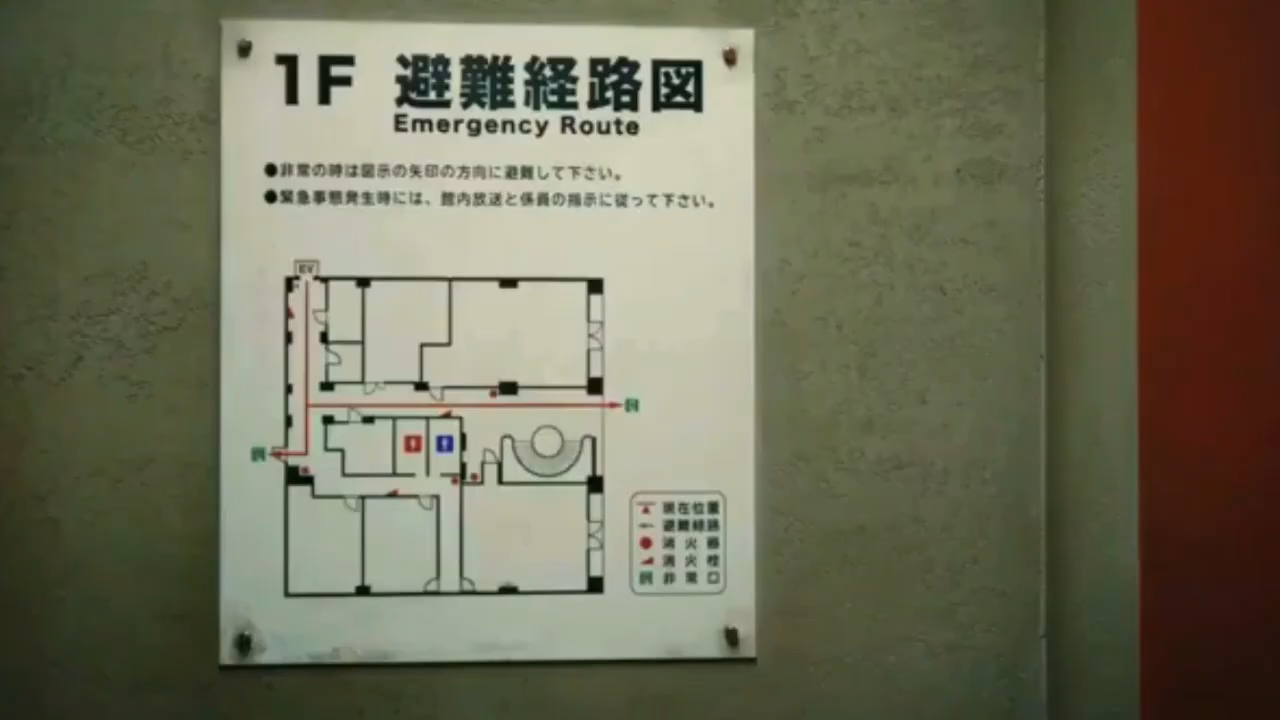 1F 避難経路図
Emergency Route
●非常の時は図示の矢印の方向に避難して下さい。
●緊急事態発生時には、館内放送と係員の指示に従って下さい。
EV
現在位置
避難経路
消火器
消火栓
非常口